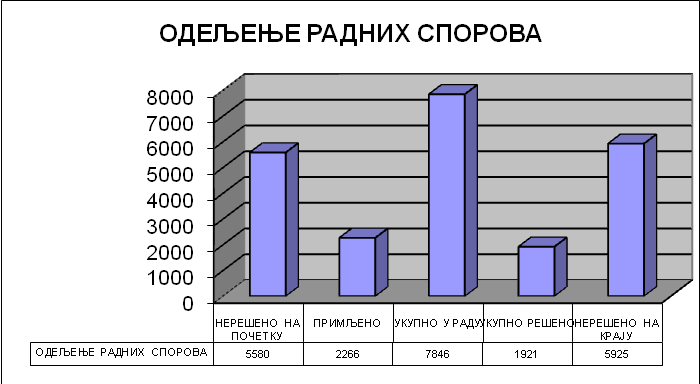 ОДЕЉЕЊЕ РАДНИХ СПОРОВА
8000
7000
6000
5000
4000
3000
2000
1000
0
НЕРЕШЕНО НА ПОЧЕТКУ
ПРИМЉЕНО
УКУПНО У РАДУ
УКУПНО РЕШЕНО
НЕРЕШЕНО НА КРАЈУ
ОДЕЉЕЊЕ РАДНИХ СПОРОВА 5580 2266 7846 1921 5925